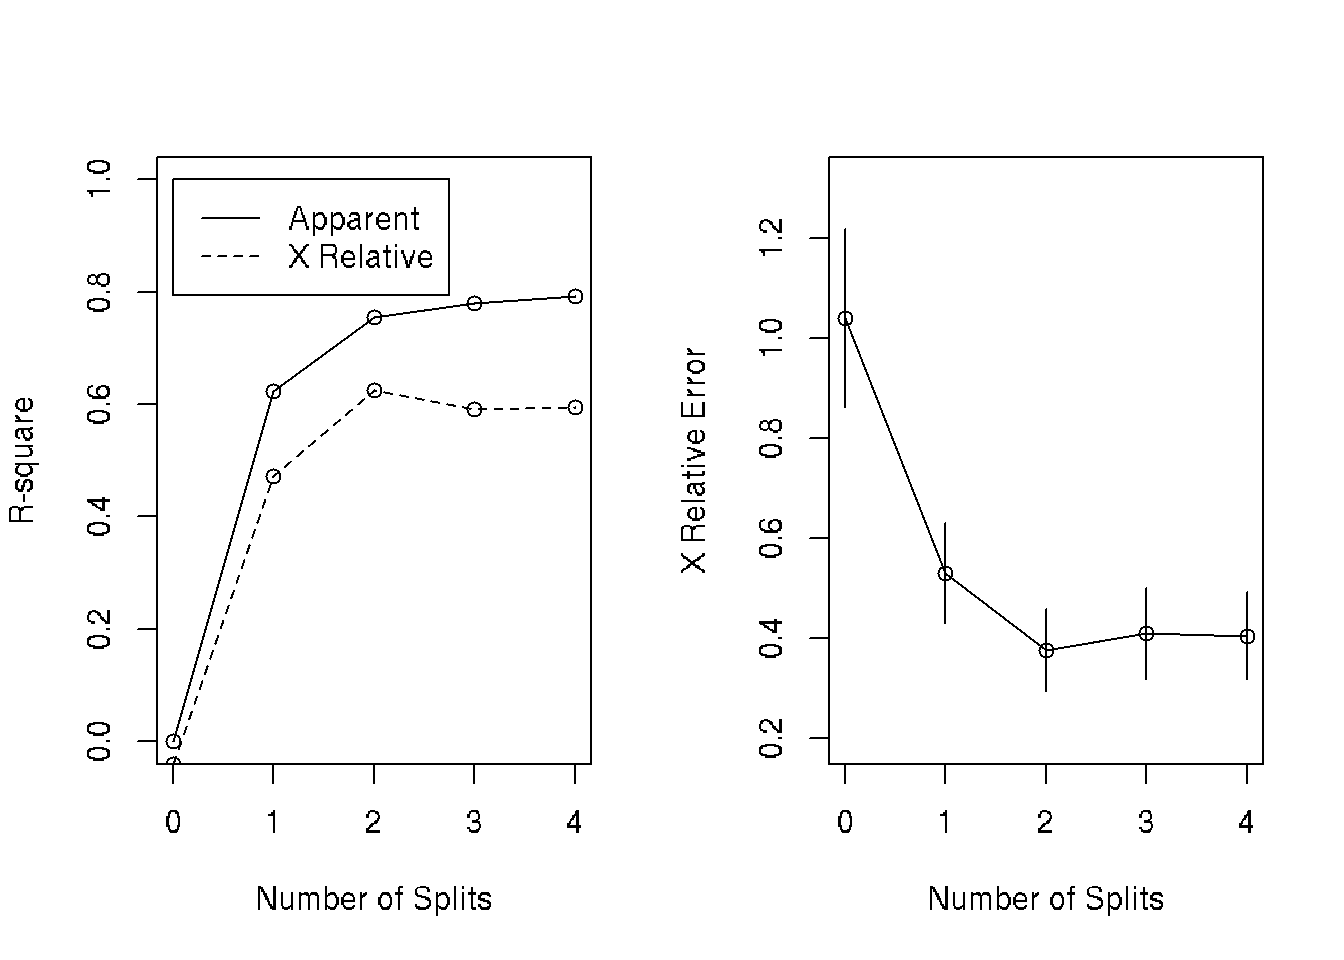 R-square
1.0
0.8
0.6
0.4
0.2
0.0
Apparent
X Relative
0 1 2 3 4
Number of Splits
X Relative Error
1.2
1.0
0.8
0.6
0.4
0.2
0 1 2 3 4
Number of Splits